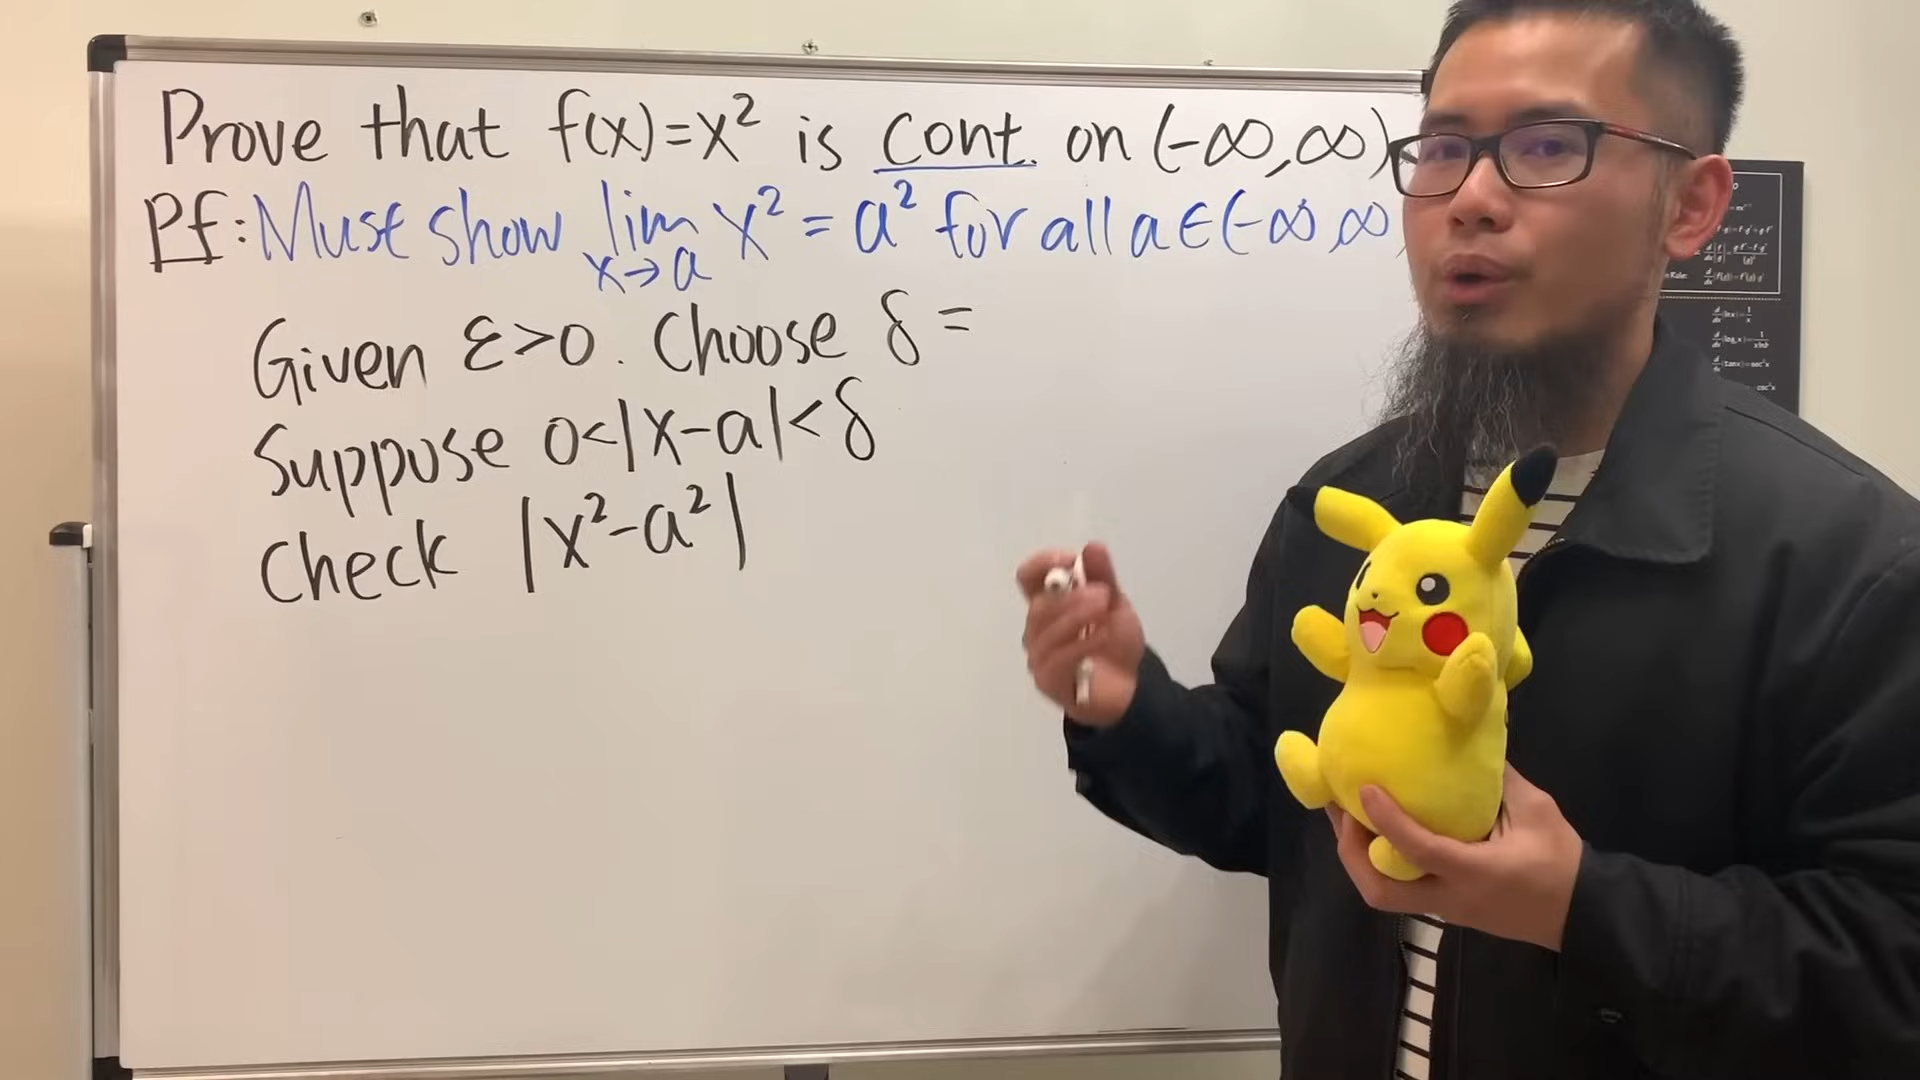 Prove that f(x)=x² is cont. on (-∞,∞)
Pf: Must show lim x→a x² = a² for all a∈(-∞,∞
Given ε>0. Choose δ =
Suppose 0<|x-a|<δ
Check |x²-a²|